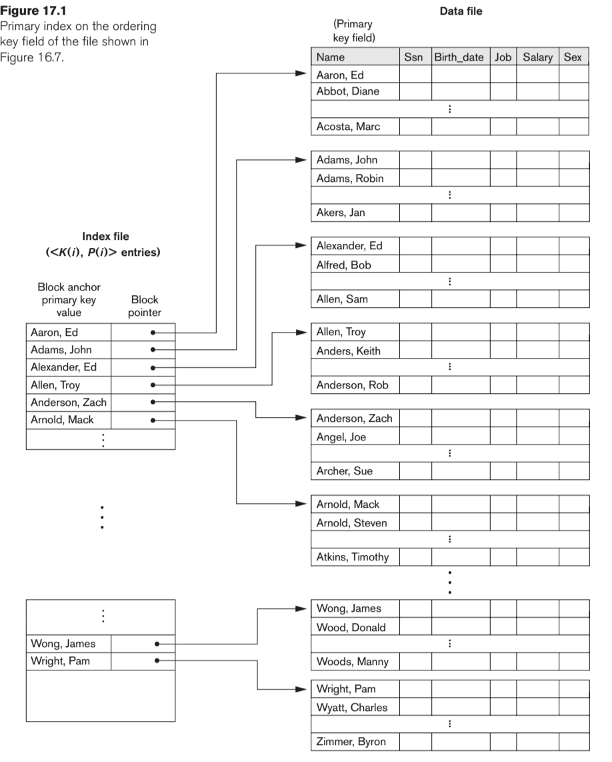 Figure 17.1
Primary index on the ordering
key field of the file shown in
Figure 16.7.
Data file
(Primary
key field)
Name Ssn Birth_date Job Salary Sex
Aaron, Ed
Abbot, Diane
⋮
Acosta, Marc
Adams, John
Adams, Robin
⋮
Akers, Jan
Alexander, Ed
Alfred, Bob
⋮
Allen, Sam
Allen, Troy
Anders, Keith
⋮
Anderson, Rob
Anderson, Zach
Angel, Joe
⋮
Archer, Sue
Arnold, Mack
Arnold, Steven
⋮
Atkins, Timothy
⋮
Wong, James
Wood, Donald
⋮
Woods, Manny
Wright, Pam
Wyatt, Charles
⋮
Zimmer, Byron
Index file
(<K(i), P(i)> entries)
Block anchor
primary key
value
Block
pointer
Aaron, Ed
Adams, John
Alexander, Ed
Allen, Troy
Anderson, Zach
Arnold, Mack
⋮
⋮
⋮
Wong, James
Wright, Pam